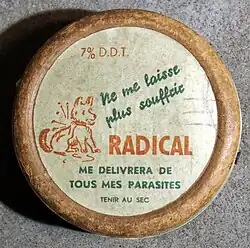 7% D.D.T.
Ne me laisse
plus souffrir
RADICAL
ME DELIVRERA DE
TOUS MES PARASITES
TENIR AU SEC